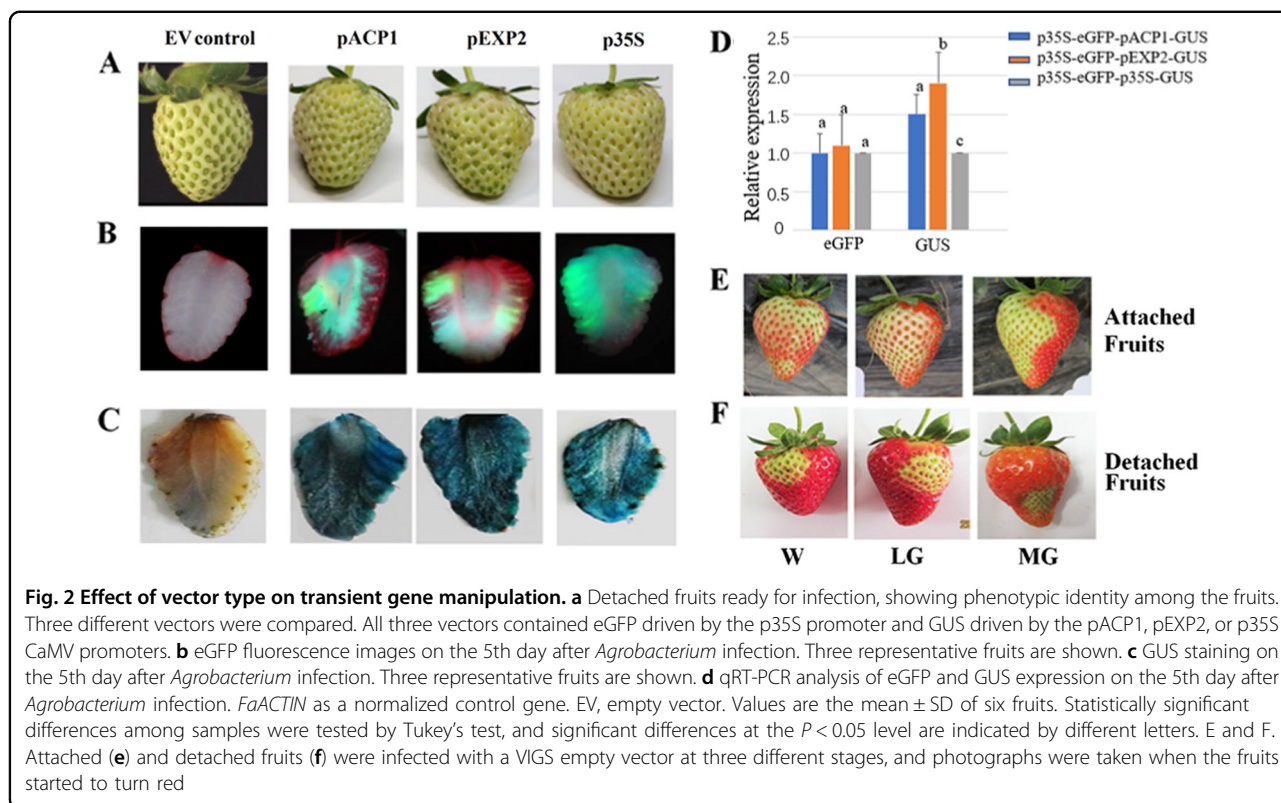 EV control pACP1 pEXP2 p35S
A
B
C
D
Relative expression
2.5
2.0
1.5
1.0
0.5
0
a a a
a b c
eGFP GUS
p35S-eGFP-pACP1-GUS
p35S-eGFP-pEXP2-GUS
p35S-eGFP-p35S-GUS
E
Attached
Fruits
F
Detached
Fruits
W LG MG
Fig. 2 Effect of vector type on transient gene manipulation. a Detached fruits ready for infection, showing phenotypic identity among the fruits.
Three different vectors were compared. All three vectors contained eGFP driven by the p35S promoter and GUS driven by the pACP1, pEXP2, or p35S
CaMV promoters. b eGFP fluorescence images on the 5th day after Agrobacterium infection. Three representative fruits are shown. c GUS staining on
the 5th day after Agrobacterium infection. Three representative fruits are shown. d qRT-PCR analysis of eGFP and GUS expression on the 5th day after
Agrobacterium infection. FaACTIN as a normalized control gene. EV, empty vector. Values are the mean ± SD of six fruits. Statistically significant
differences among samples were tested by Tukey's test, and significant differences at the P < 0.05 level are indicated by different letters. E and F.
Attached (e) and detached fruits (f) were infected with a VIGS empty vector at three different stages, and photographs were taken when the fruits
started to turn red